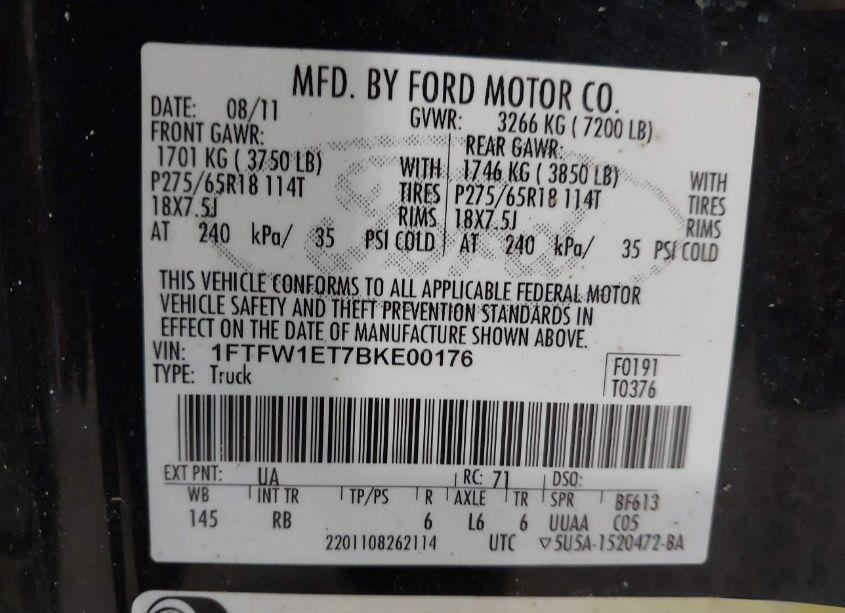 MFD. BY FORD MOTOR CO.
DATE: 08/11 GVWR: 3266 KG ( 7200 LB)
FRONT GAWR: REAR GAWR:
1701 KG ( 3750 LB) WITH 1746 KG ( 3850 LB) WITH
P275/65R18 114T TIRES P275/65R18 114T TIRES
18X7.5J RIMS 18X7.5J RIMS
AT 240 kPa/ 35 PSI COLD AT 240 kPa/ 35 PSI COLD
THIS VEHICLE CONFORMS TO ALL APPLICABLE FEDERAL MOTOR
VEHICLE SAFETY AND THEFT PREVENTION STANDARDS IN
EFFECT ON THE DATE OF MANUFACTURE SHOWN ABOVE.
VIN: 1FTFW1ET7BKE00176 F0191
TYPE: Truck T0376
EXT PNT: UA RC: 71 DSO:
WB INT TR TP/PS R AXLE TR SPR BF613
145 RB 6 L6 6 UUAA C05
2201108262114 UTC ▽5U5A-1520472-BA